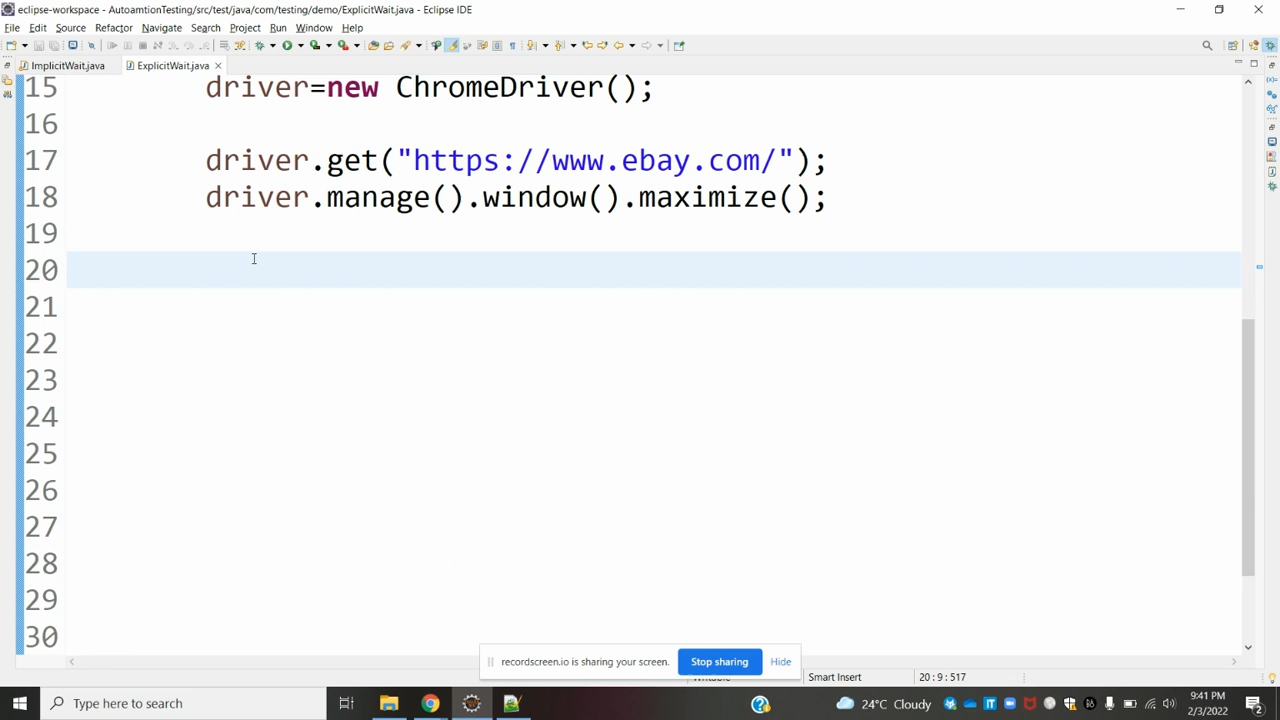 eclipse-workspace - AutoamtionTesting/src/test/java/com/testing/demo/ExplicitWait.java - Eclipse IDE
File Edit Source Refactor Navigate Search Project Run Window Help
ImplicitWait.java ExplicitWait.java
15 driver=new ChromeDriver();
16
17 driver.get("https://www.ebay.com/");
18 driver.manage().window().maximize();
19
20
21
22
23
24
25
26
27
28
29
30
recordscreen.io is sharing your screen. Stop sharing Hide
Smart Insert 20 : 9 : 517
Type here to search 24°C Cloudy 9:41 PM
2/3/2022 2